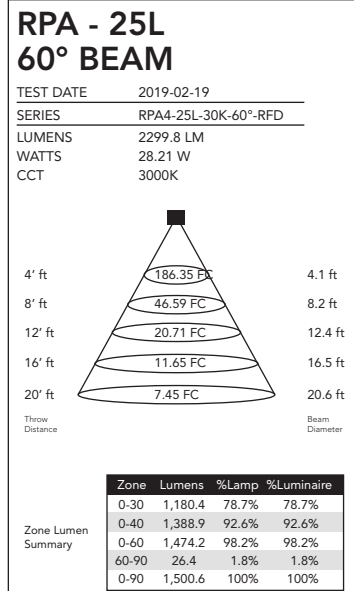 RPA - 25L
60° BEAM
TEST DATE 2019-02-19
SERIES RPA4-25L-30K-60°-RFD
LUMENS 2299.8 LM
WATTS 28.21 W
CCT 3000K
4’ ft 186.35 FC 4.1 ft
8’ ft 46.59 FC 8.2 ft
12’ ft 20.71 FC 12.4 ft
16’ ft 11.65 FC 16.5 ft
20’ ft 7.45 FC 20.6 ft
Throw Beam
Distance Diameter
Zone Lumens %Lamp %Luminaire
0-30 1,180.4 78.7% 78.7%
0-40 1,388.9 92.6% 92.6%
Zone Lumen
Summary
0-60 1,474.2 98.2% 98.2%
60-90 26.4 1.8% 1.8%
0-90 1,500.6 100% 100%